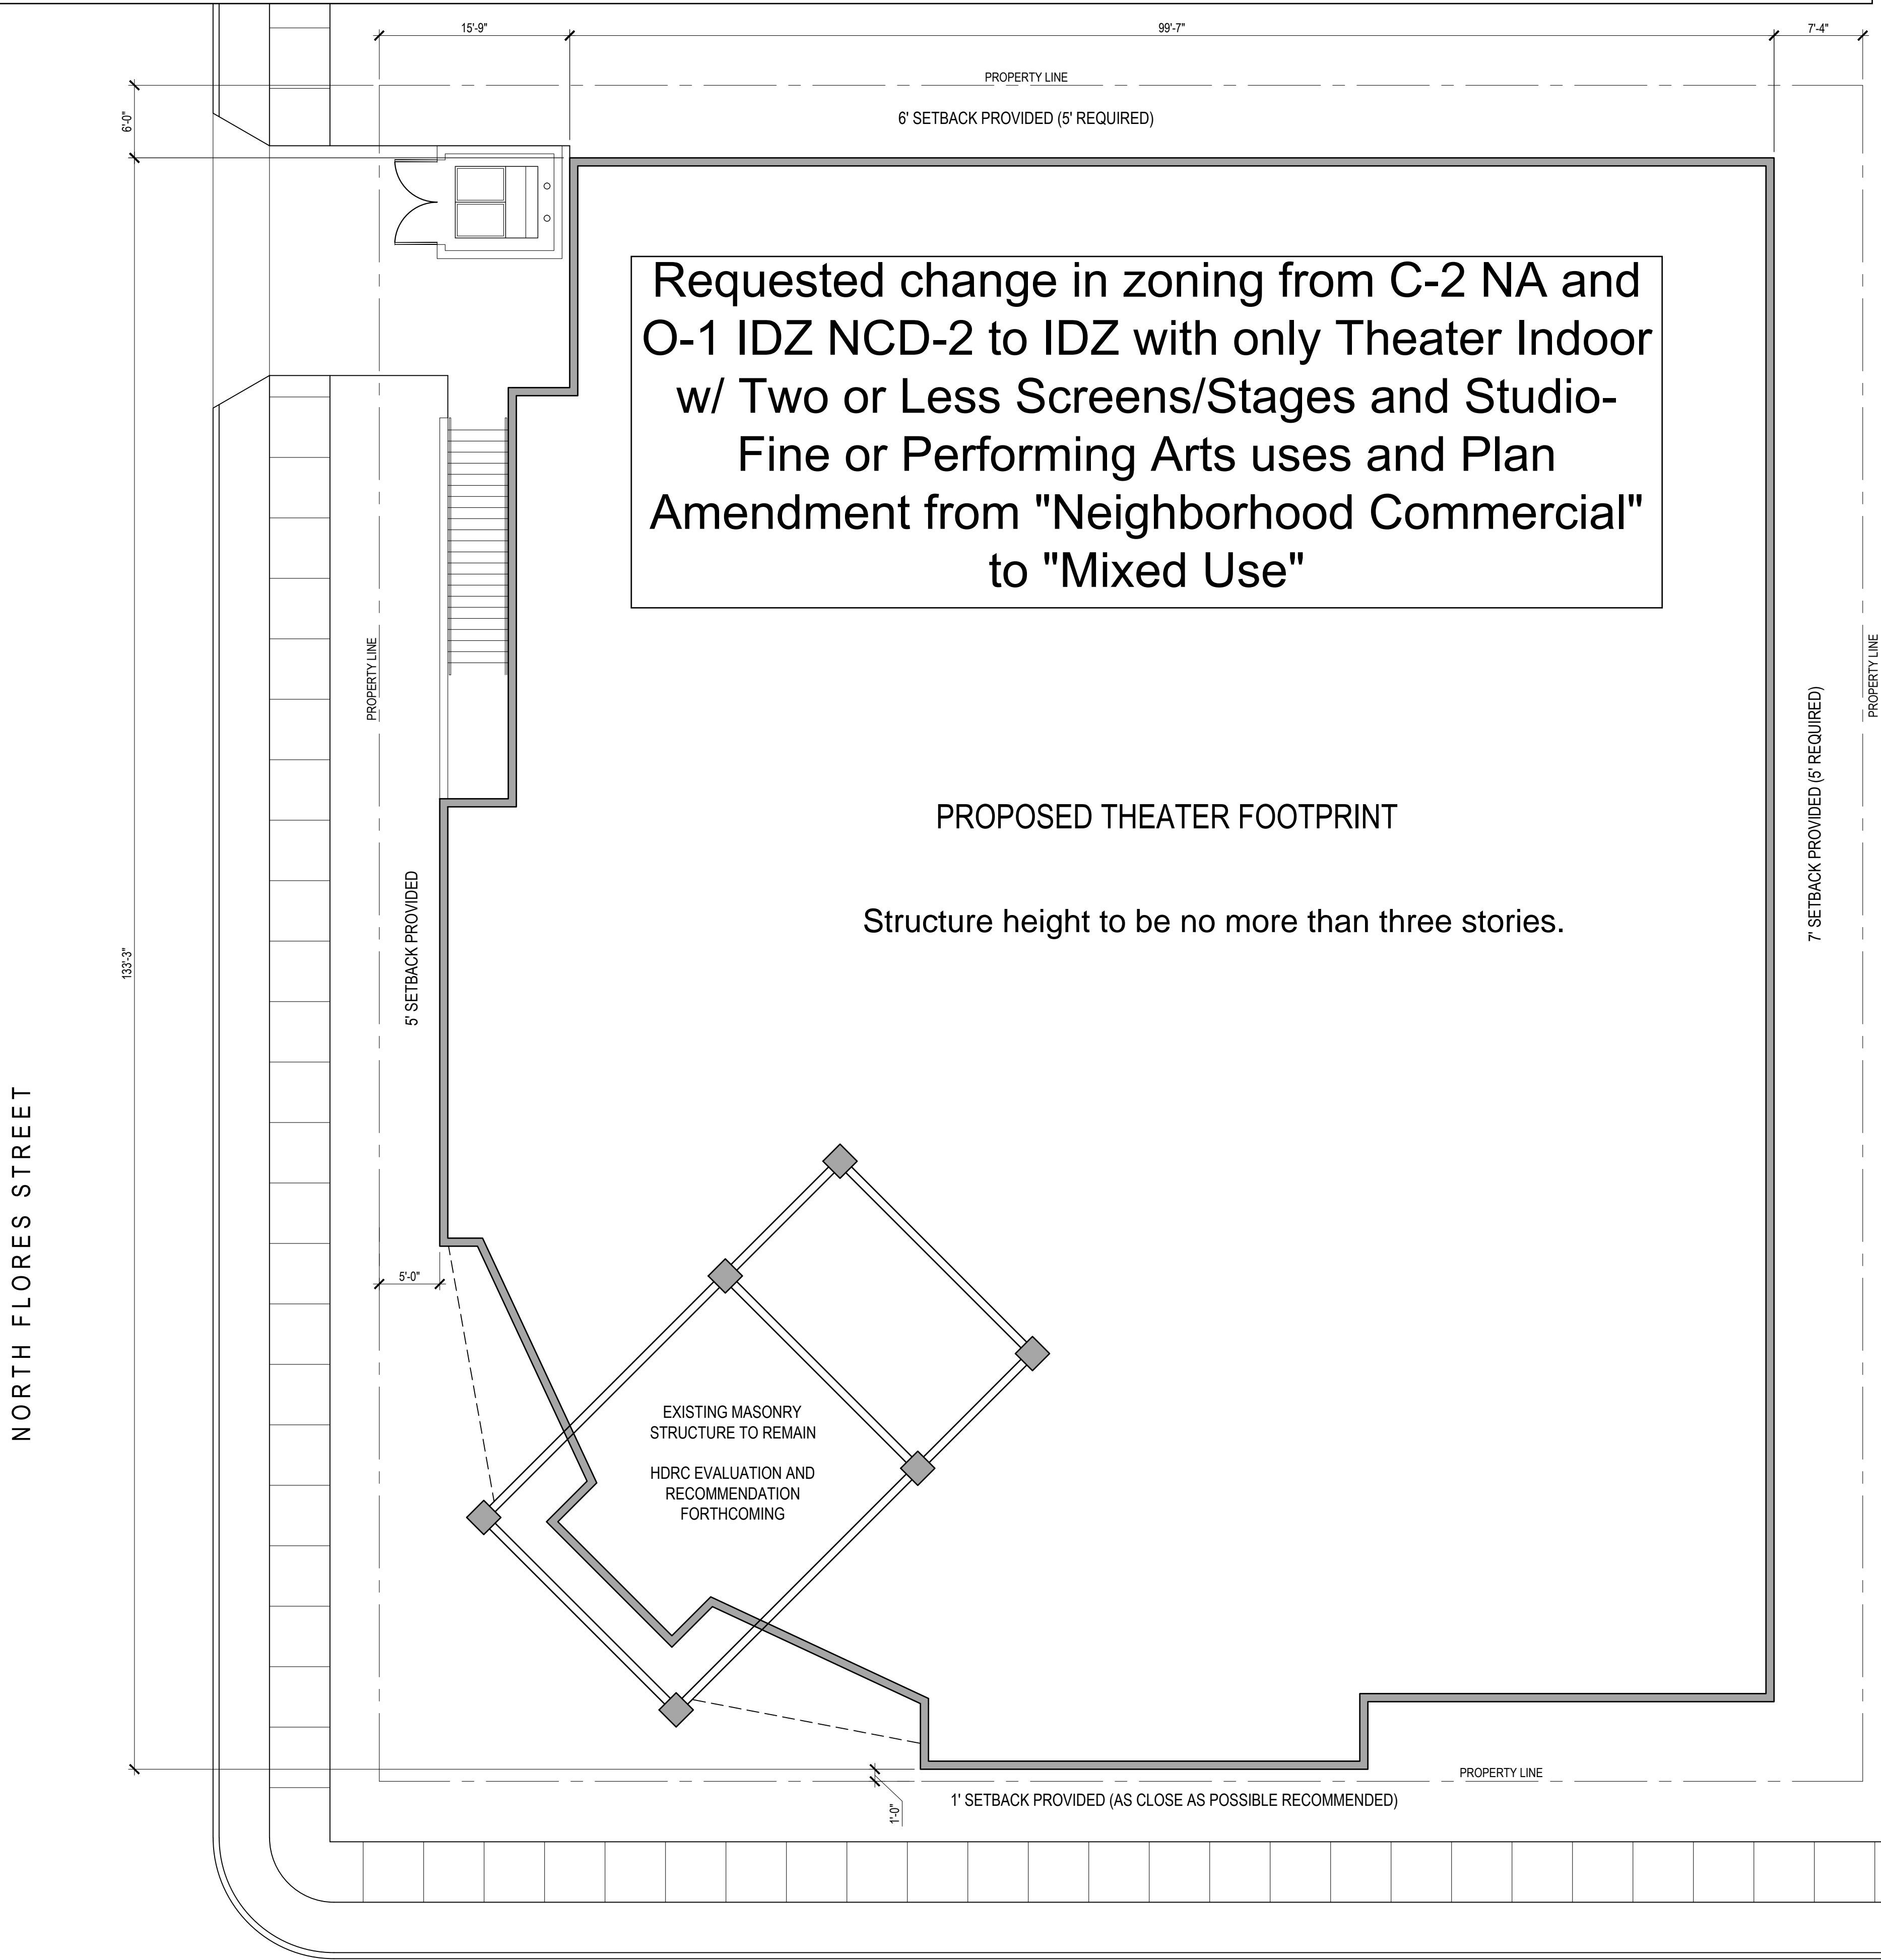 15'-9"
99'-7"
7'-4"
PROPERTY LINE
6'-0"
6' SETBACK PROVIDED (5' REQUIRED)
Requested change in zoning from C-2 NA and
O-1 IDZ NCD-2 to IDZ with only Theater Indoor
w/ Two or Less Screens/Stages and Studio-
Fine or Performing Arts uses and Plan
Amendment from "Neighborhood Commercial"
to "Mixed Use"
PROPERTY LINE
PROPERTY LINE
7' SETBACK PROVIDED (5' REQUIRED)
PROPOSED THEATER FOOTPRINT
Structure height to be no more than three stories.
5' SETBACK PROVIDED
133'-3"
NORTH FLORES STREET
5'-0"
EXISTING MASONRY
STRUCTURE TO REMAIN
HDRC EVALUATION AND
RECOMMENDATION
FORTHCOMING
PROPERTY LINE
1'-0"
1' SETBACK PROVIDED (AS CLOSE AS POSSIBLE RECOMMENDED)